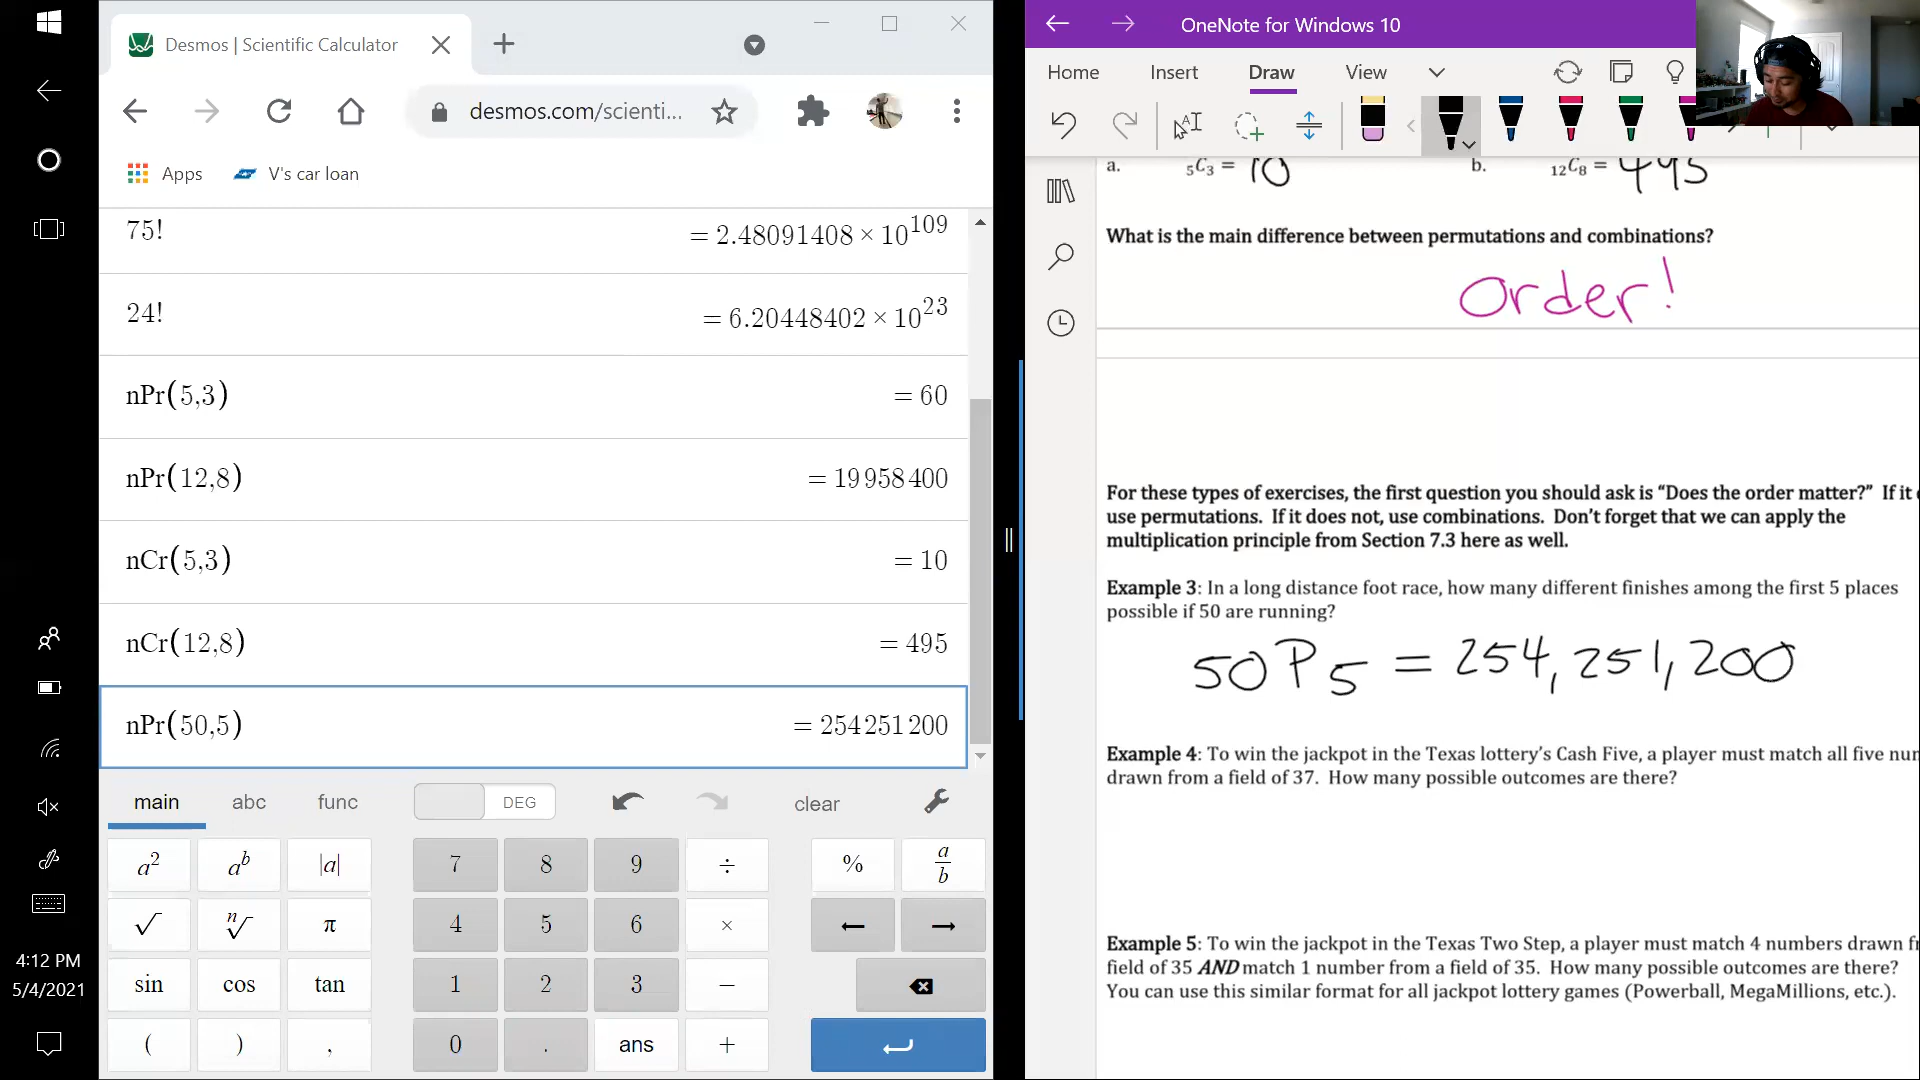 Desmos | Scientific Calculator
desmos.com/scienti...
Apps
V's car loan
75!
= 2.48091408 × 10^109
24!
= 6.20448402 × 10^23
nPr(5,3)
= 60
nPr(12,8)
= 19958400
nCr(5,3)
= 10
nCr(12,8)
= 495
nPr(50,5)
= 254251200
main abc func DEG clear
a² a^b |a| 7 8 9 ÷ % a/b
√ ⁿ√ π 4 5 6 × ← →
sin cos tan 1 2 3 −
( ) , 0 . ans +
4:12 PM
5/4/2021
OneNote for Windows 10
Home Insert Draw View
a. ₅C₃ = 10 b. ₁₂C₈ = 495
What is the main difference between permutations and combinations?
Order!
For these types of exercises, the first question you should ask is “Does the order matter?” If it
use permutations. If it does not, use combinations. Don’t forget that we can apply the
multiplication principle from Section 7.3 here as well.
Example 3: In a long distance foot race, how many different finishes among the first 5 places
possible if 50 are running?
50P5 = 254,251,200
Example 4: To win the jackpot in the Texas lottery’s Cash Five, a player must match all five nun
drawn from a field of 37. How many possible outcomes are there?
Example 5: To win the jackpot in the Texas Two Step, a player must match 4 numbers drawn fr
field of 35 AND match 1 number from a field of 35. How many possible outcomes are there?
You can use this similar format for all jackpot lottery games (Powerball, MegaMillions, etc.).